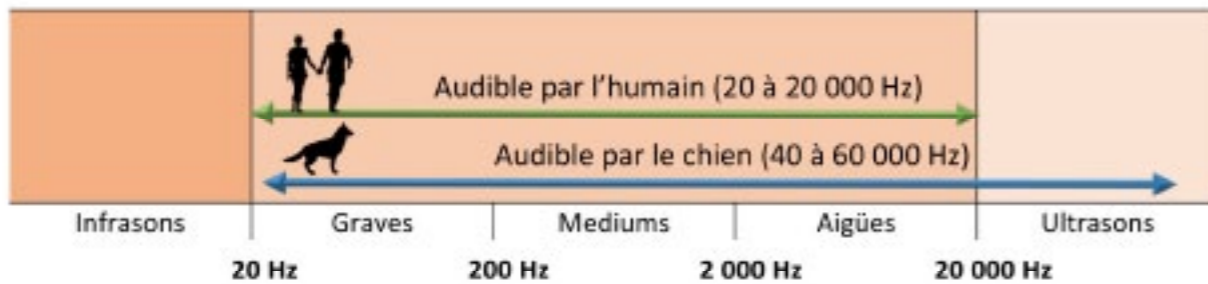 Audible par l'humain (20 à 20 000 Hz)
Audible par le chien (40 à 60 000 Hz)
Infrasons Graves Mediums Aigües Ultrasons
20 Hz 200 Hz 2 000 Hz 20 000 Hz